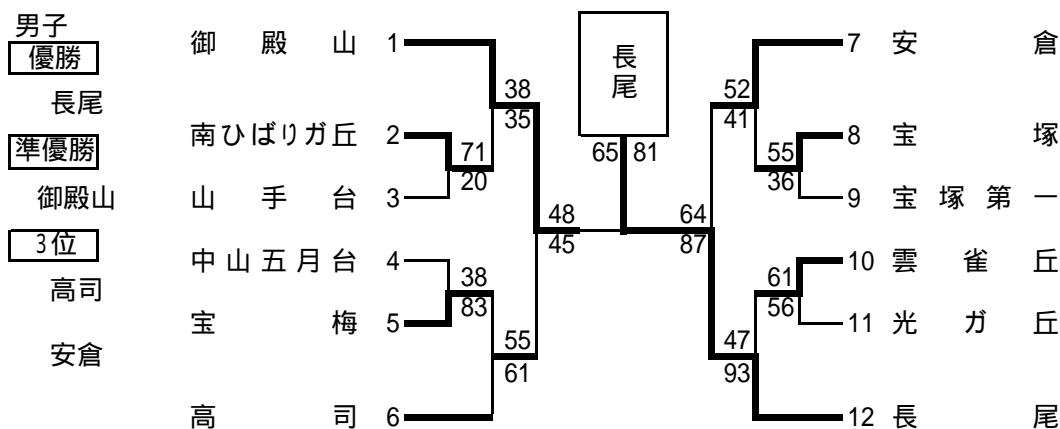 男子
優勝
長尾
準優勝
御殿山
3位
高司
安倉
御殿山 1
南ひばりガ丘 2
山手台 3
中山五月台 4
宝梅 5
高司 6
38
35
71
20
38
83
55
61
48
45
長尾
65 81
64
87
52
41
55
36
61
56
47
93
7 安倉
8 宝塚
9 宝塚第一
10 雲雀丘
11 光ガ丘
12 長尾